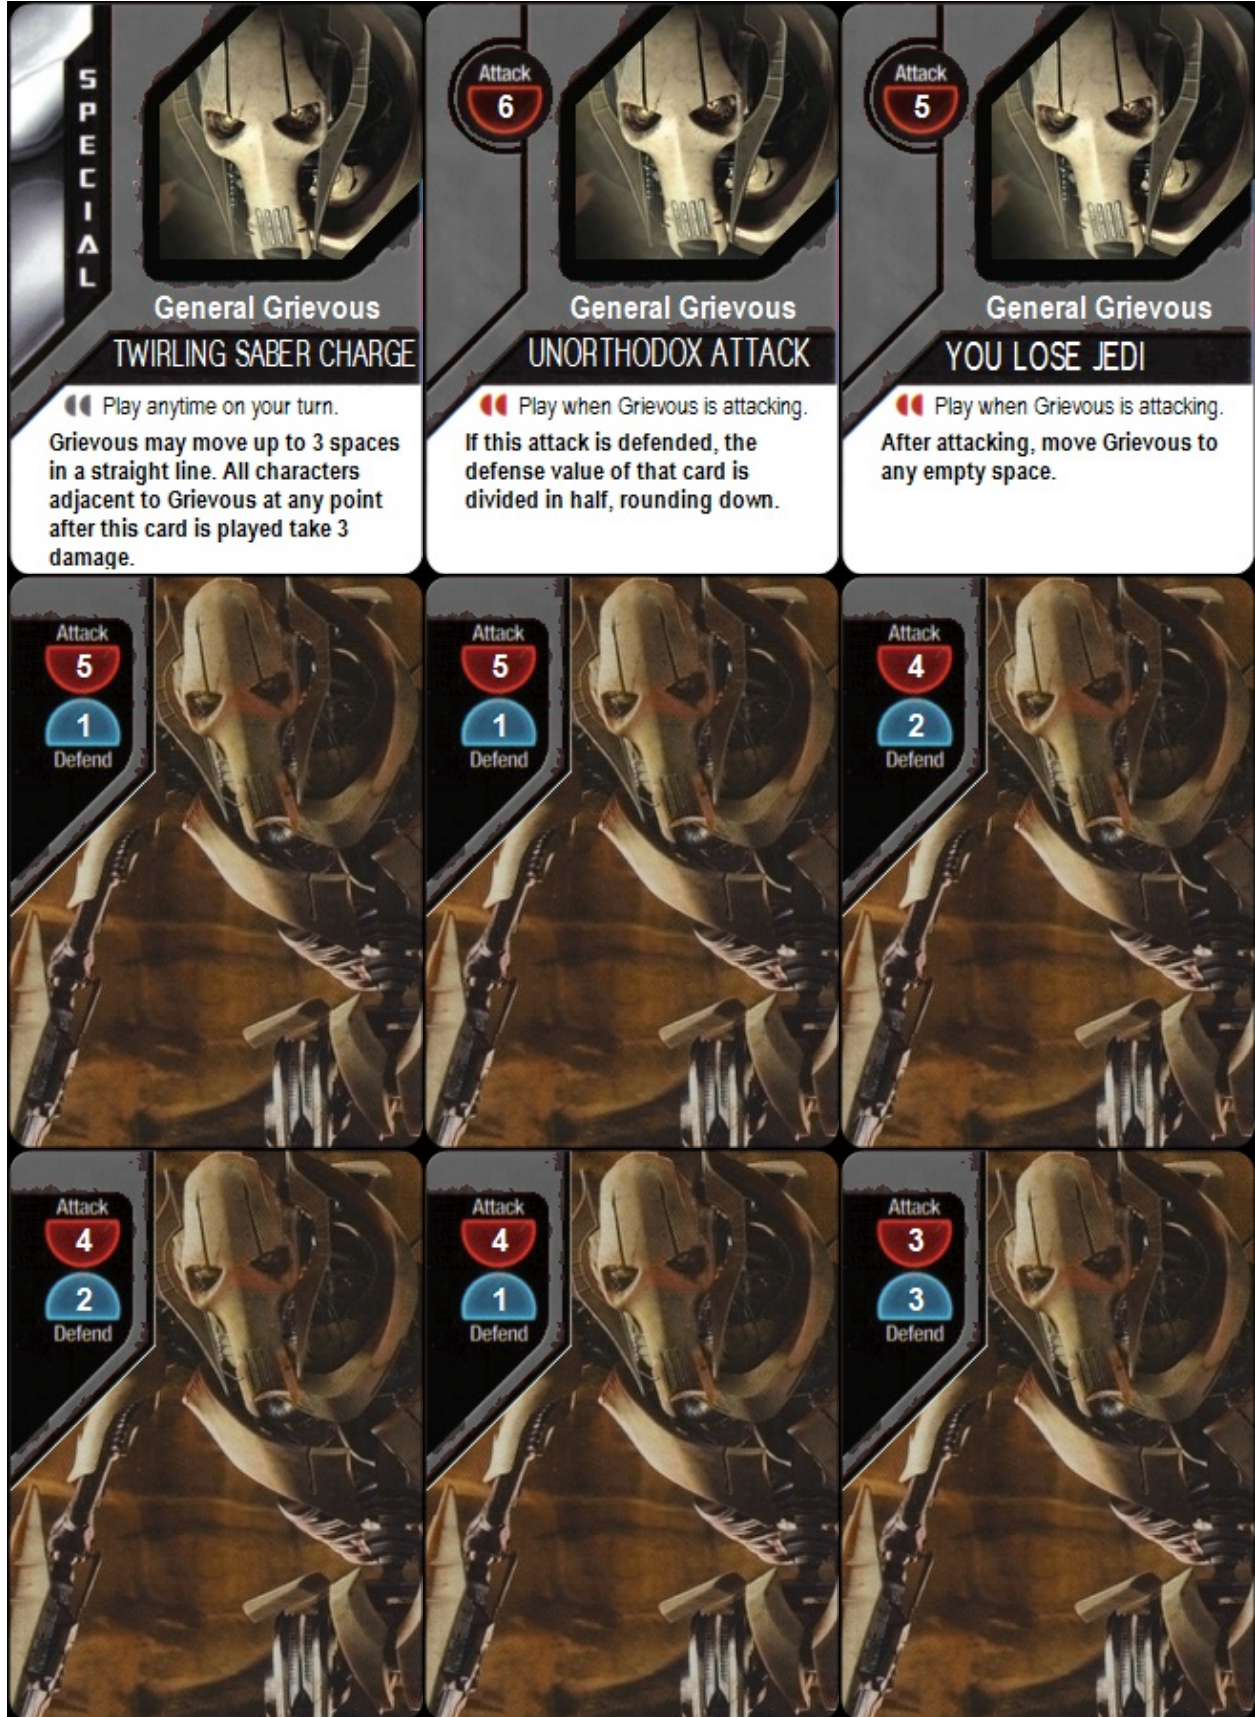 SPECIAL
General Grievous
TWIRLING SABER CHARGE
Play anytime on your turn.
Grievous may move up to 3 spaces
in a straight line. All characters
adjacent to Grievous at any point
after this card is played take 3
damage.
Attack
6
General Grievous
UNORTHODOX ATTACK
Play when Grievous is attacking.
If this attack is defended, the
defense value of that card is
divided in half, rounding down.
Attack
5
General Grievous
YOU LOSE JEDI
Play when Grievous is attacking.
After attacking, move Grievous to
any empty space.
Attack
5
1
Defend
Attack
5
1
Defend
Attack
4
2
Defend
Attack
4
2
Defend
Attack
4
1
Defend
Attack
3
3
Defend